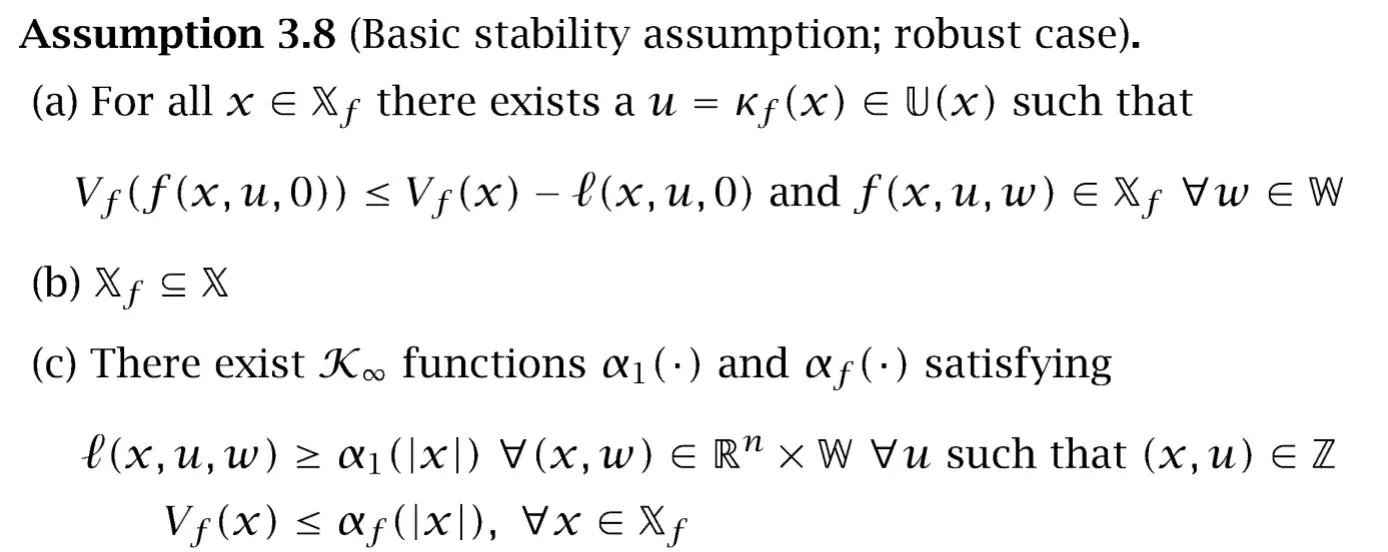 Assumption 3.8 (Basic stability assumption; robust case).
(a) For all x ∈ 𝕏_f there exists a u = κ_f(x) ∈ 𝕌(x) such that
V_f(f(x, u, 0)) ≤ V_f(x) − ℓ(x, u, 0) and f(x, u, w) ∈ 𝕏_f ∀w ∈ 𝕎
(b) 𝕏_f ⊆ 𝕏
(c) There exist 𝒦_∞ functions α_1(·) and α_f(·) satisfying
ℓ(x, u, w) ≥ α_1(|x|) ∀(x, w) ∈ ℝ^n × 𝕎 ∀u such that (x, u) ∈ ℤ
V_f(x) ≤ α_f(|x|), ∀x ∈ 𝕏_f